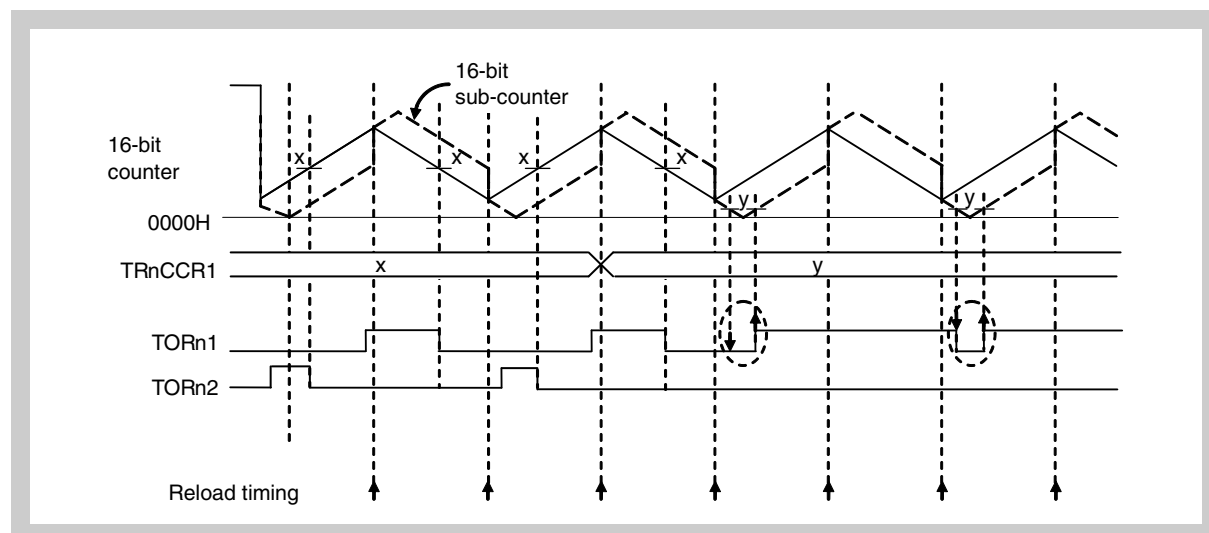 16-bit
sub-counter
16-bit
counter
x
x
x
x
y
y
0000H
TRnCCR1
x
y
TORn1
TORn2
Reload timing